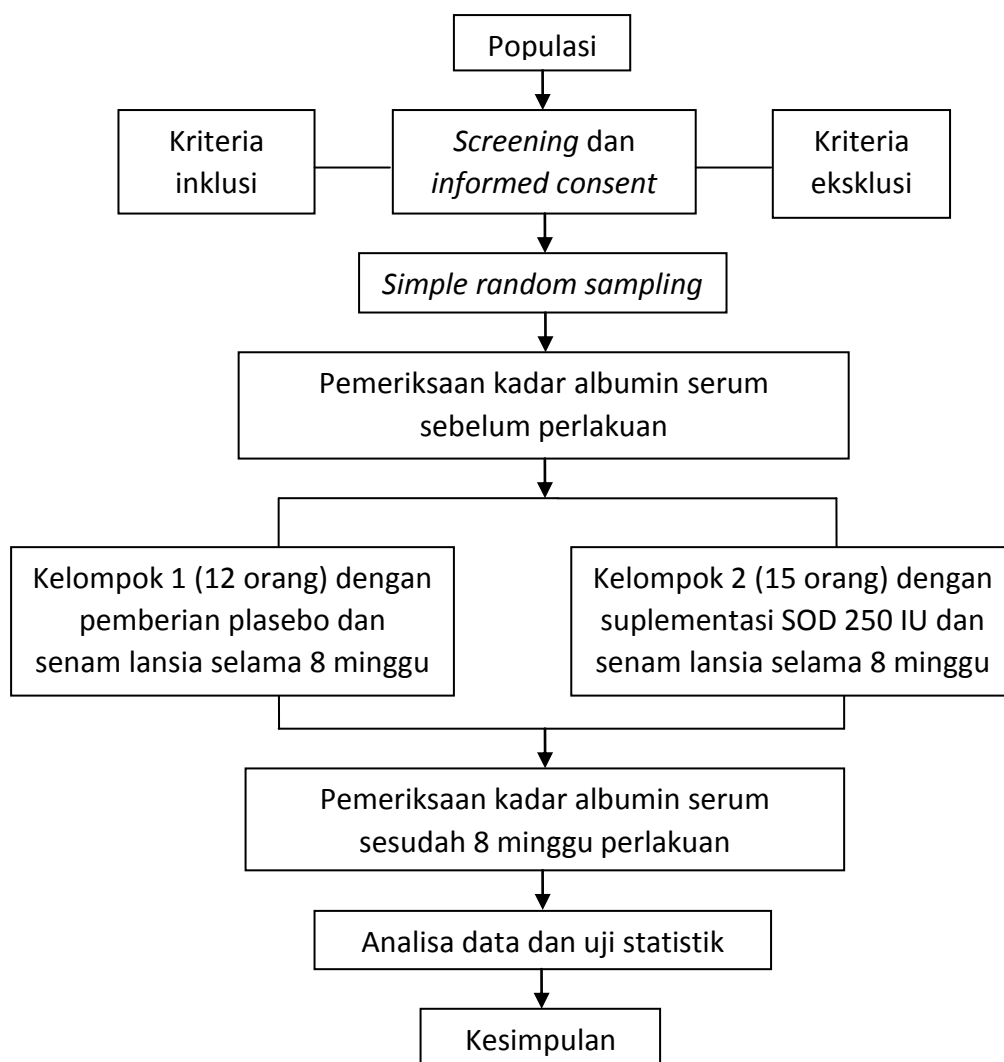 Populasi
Kriteria
inklusi
Screening dan
informed consent
Kriteria
eksklusi
Simple random sampling
Pemeriksaan kadar albumin serum
sebelum perlakuan
Kelompok 1 (12 orang) dengan
pemberian plasebo dan
senam lansia selama 8 minggu
Kelompok 2 (15 orang) dengan
suplementasi SOD 250 IU dan
senam lansia selama 8 minggu
Pemeriksaan kadar albumin serum
sesudah 8 minggu perlakuan
Analisa data dan uji statistik
Kesimpulan